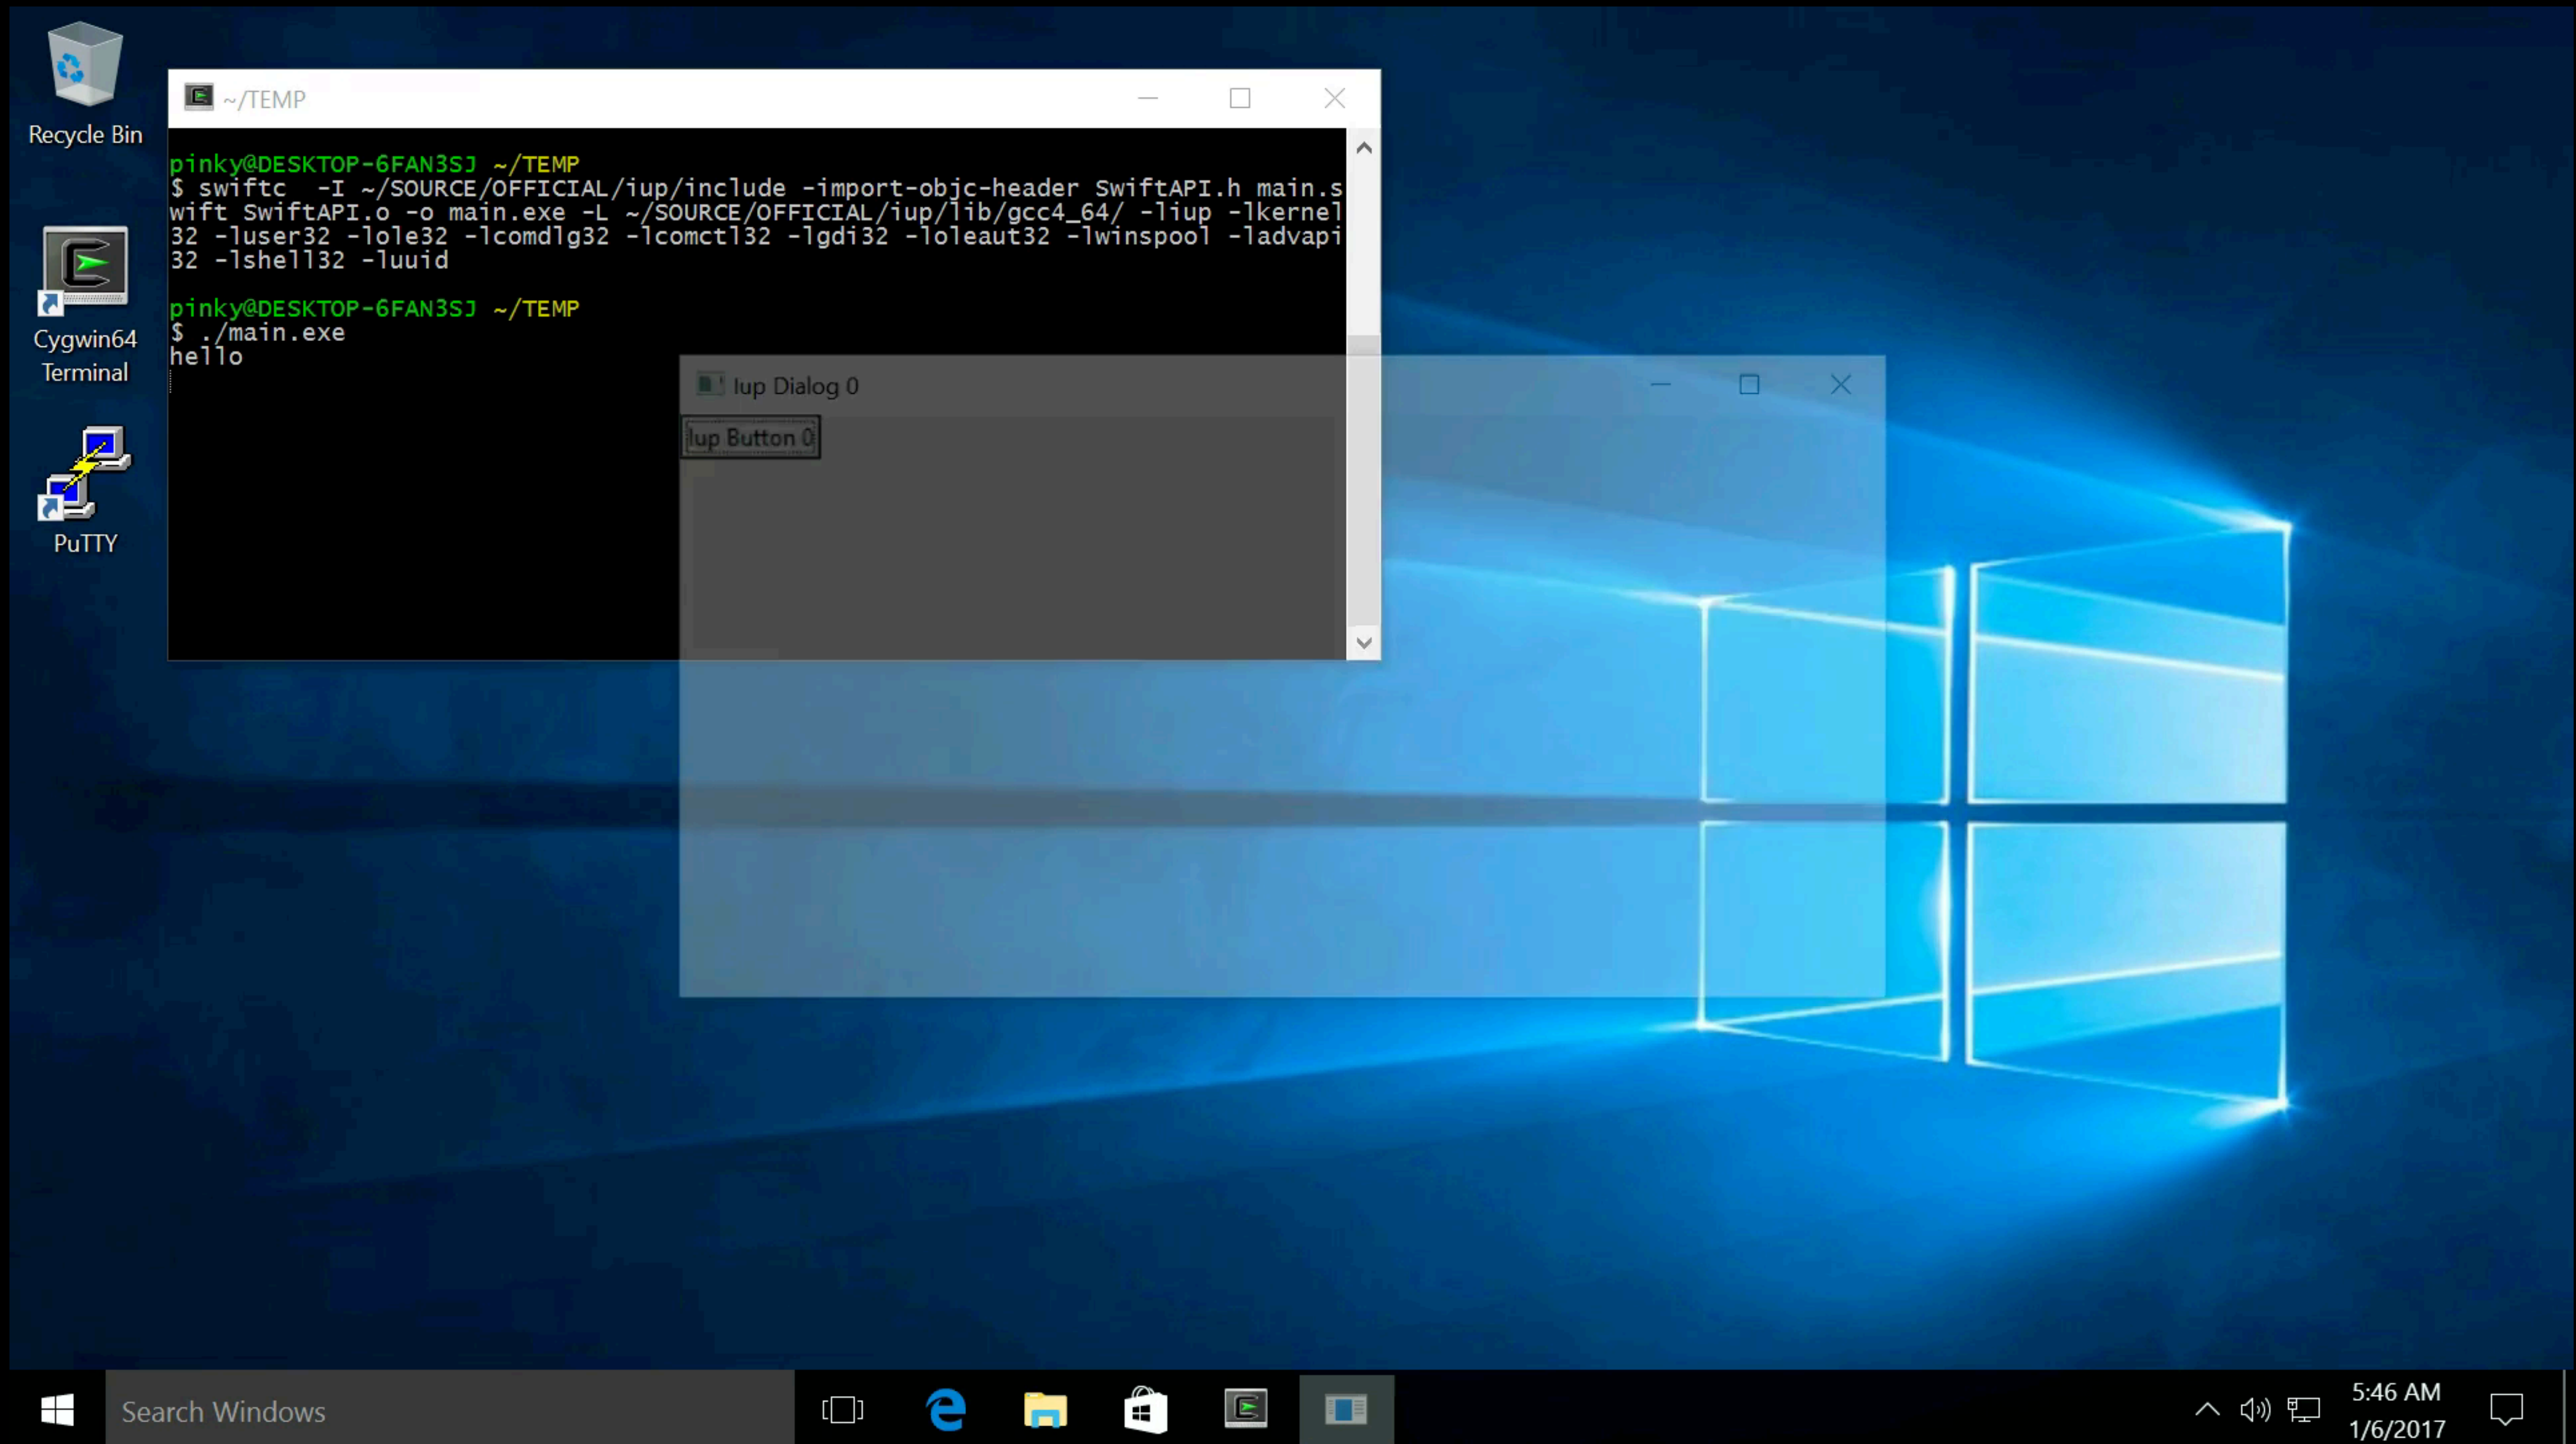 Recycle Bin
Cygwin64
Terminal
PuTTY
~/TEMP
pinky@DESKTOP-6FAN3SJ ~/TEMP
$ swiftc  -I ~/SOURCE/OFFICIAL/iup/include -import-objc-header SwiftAPI.h main.s
wift SwiftAPI.o -o main.exe -L ~/SOURCE/OFFICIAL/iup/lib/gcc4_64/ -liup -lkernel
32 -luser32 -lole32 -lcomdlg32 -lcomctl32 -lgdi32 -loleaut32 -lwinspool -ladvapi
32 -lshell32 -luuid
pinky@DESKTOP-6FAN3SJ ~/TEMP
$ ./main.exe
hello
Iup Dialog 0
Iup Button 0
Search Windows
5:46 AM
1/6/2017